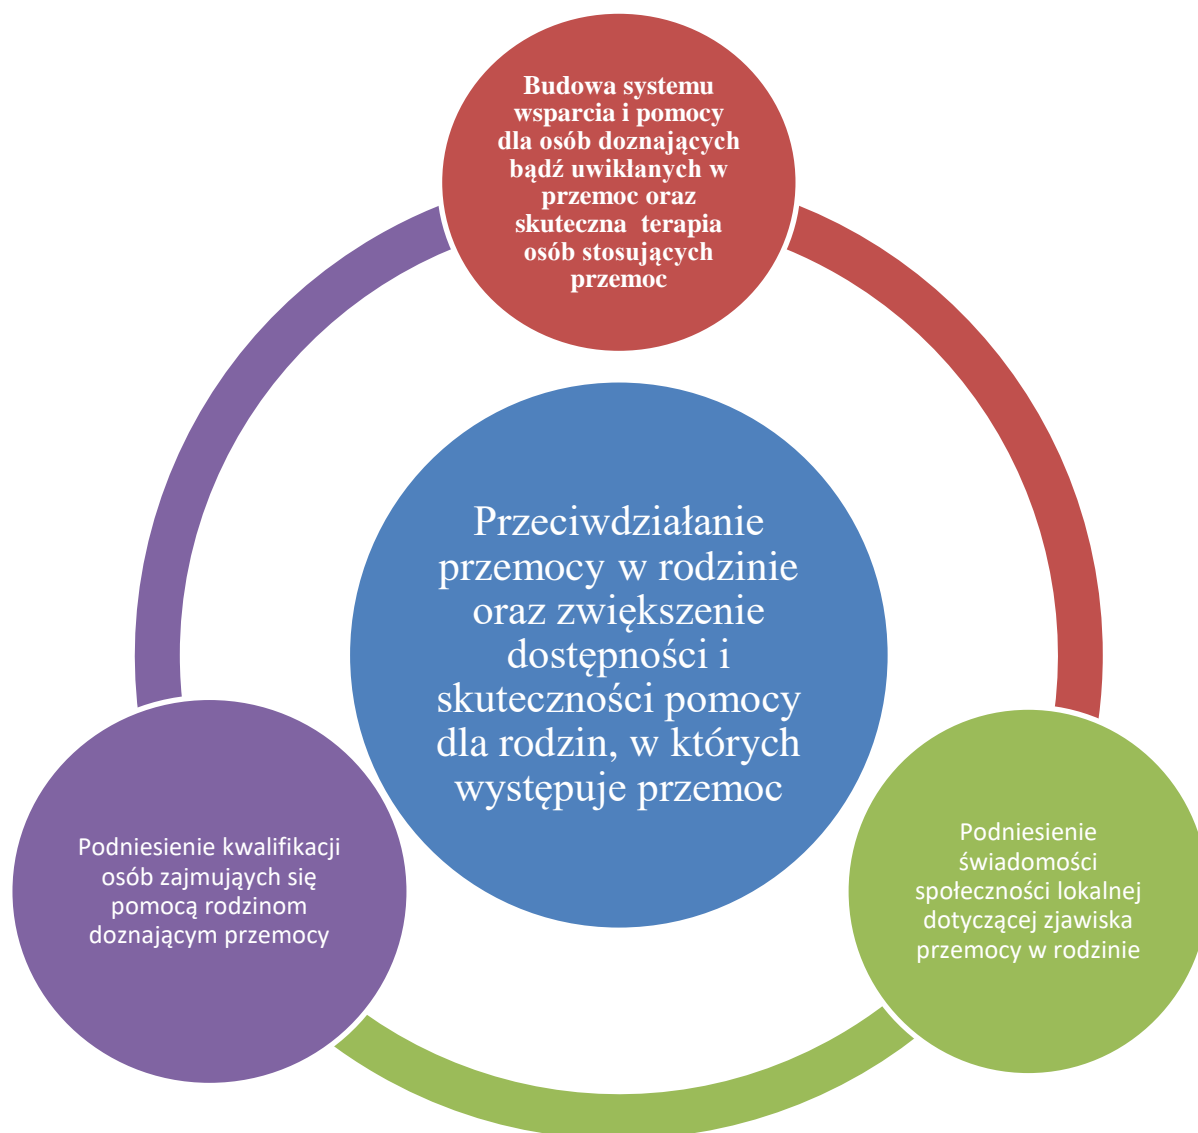 Budowa systemu
wsparcia i pomocy
dla osób doznających
bądź uwikłanych w
przemoc oraz
skuteczna terapia
osób stosujących
przemoc
Przeciwdziałanie
przemocy w rodzinie
oraz zwiększenie
dostępności i
skuteczności pomocy
dla rodzin, w których
występuje przemoc
Podniesienie kwalifikacji
osób zajmująych się
pomocą rodzinom
doznającym przemocy
Podniesienie
świadomości
społeczności lokalnej
dotyczącej zjawiska
przemocy w rodzinie